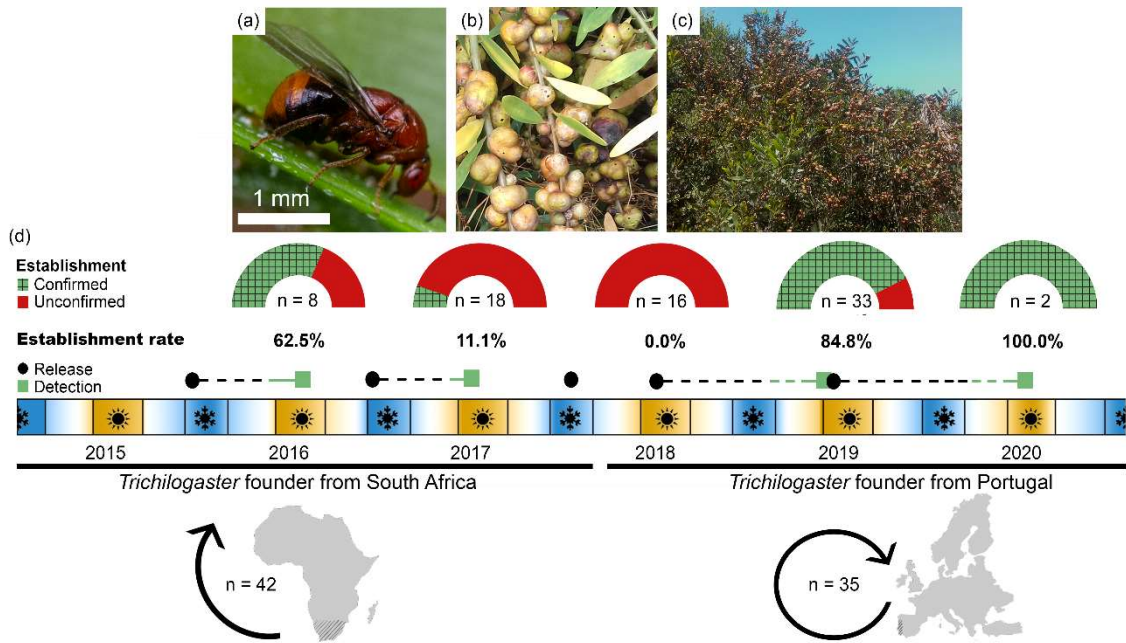 (a)
(b)
(c)
1 mm
(d)
Establishment
Confirmed
Unconfirmed
n = 8
n = 18
n = 16
n = 33
n = 2
Establishment rate
62.5%
11.1%
0.0%
84.8%
100.0%
Release
Detection
2015
2016
2017
2018
2019
2020
Trichilogaster founder from South Africa
Trichilogaster founder from Portugal
n = 42
n = 35